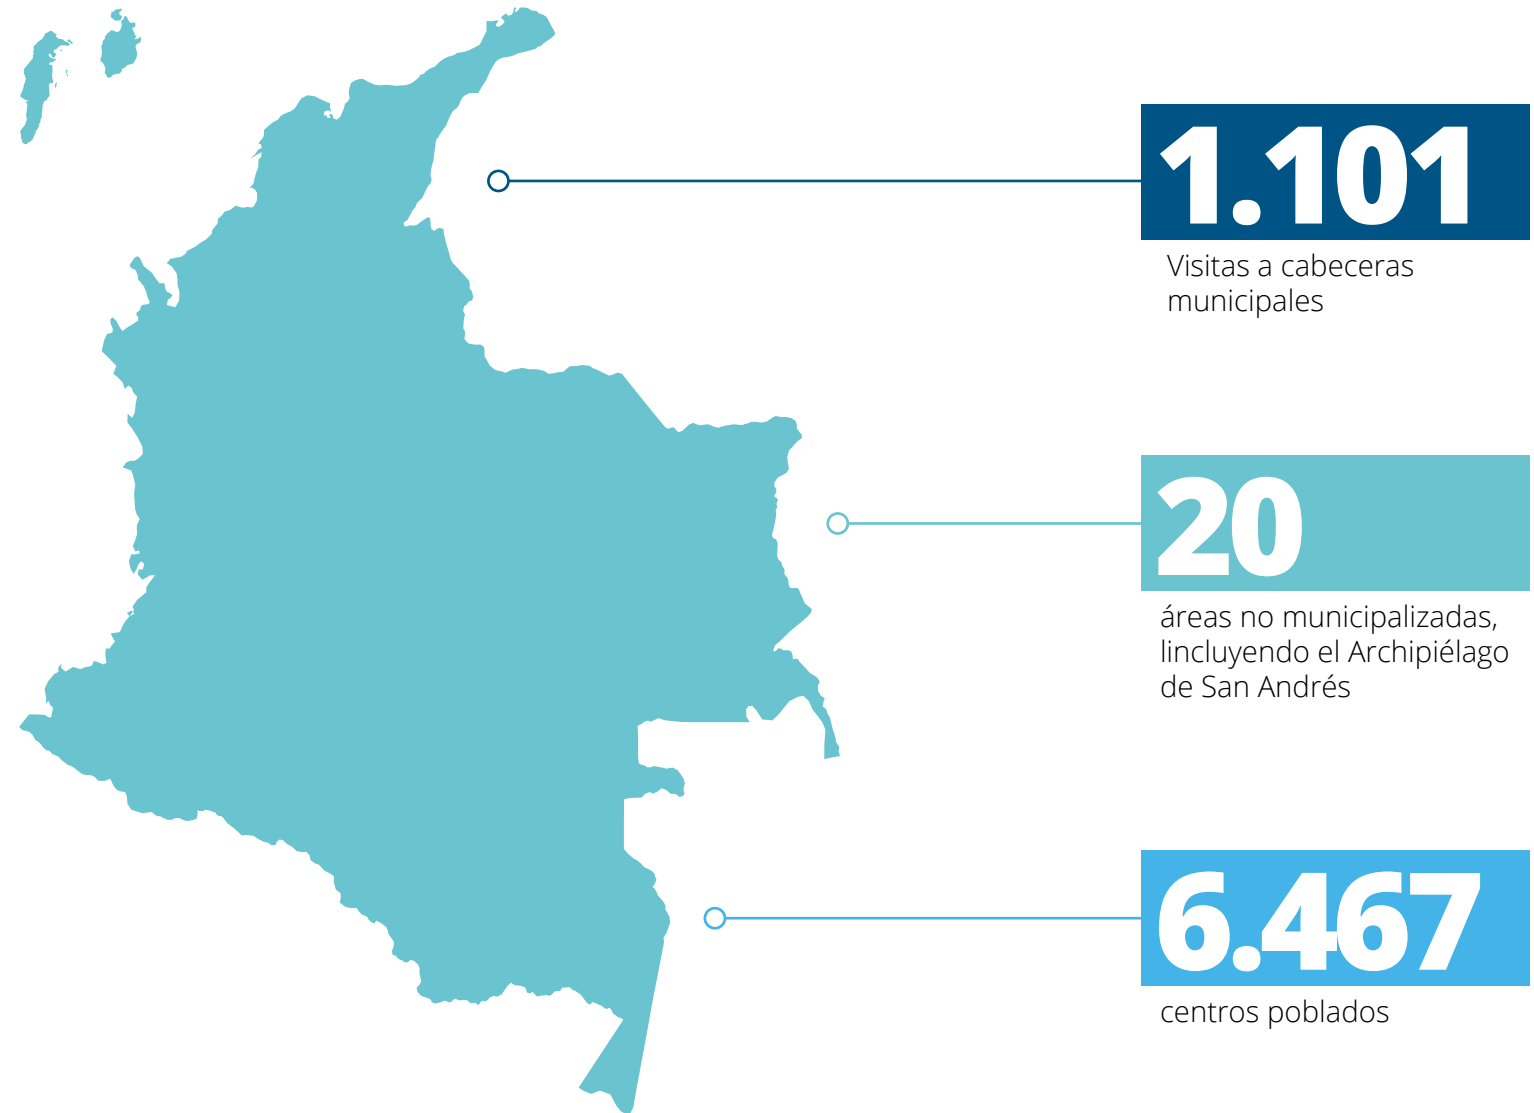 1.101
Visitas a cabeceras
municipales
20
áreas no municipalizadas,
lincluyendo el Archipiélago
de San Andrés
6.467
centros poblados